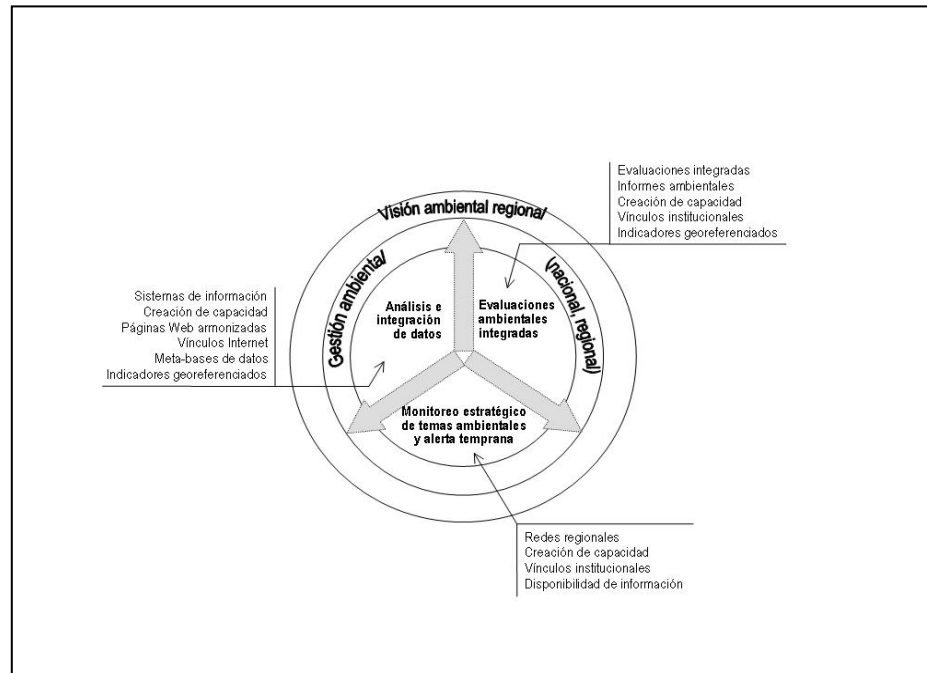 Evaluaciones integradas
Informes ambientales
Creación de capacidad
Vínculos institucionales
Indicadores georeferenciados
Visión ambiental regional
Gestión ambiental
(nacional, regional)
Sistemas de información
Creación de capacidad
Páginas Web armonizadas
Vínculos Internet
Meta-bases de datos
Indicadores georeferenciados
Análisis e
integración
de datos
Evaluaciones
ambientales
integradas
Monitoreo estratégico
de temas ambientales
y alerta temprana
Redes regionales
Creación de capacidad
Vínculos institucionales
Disponibilidad de información